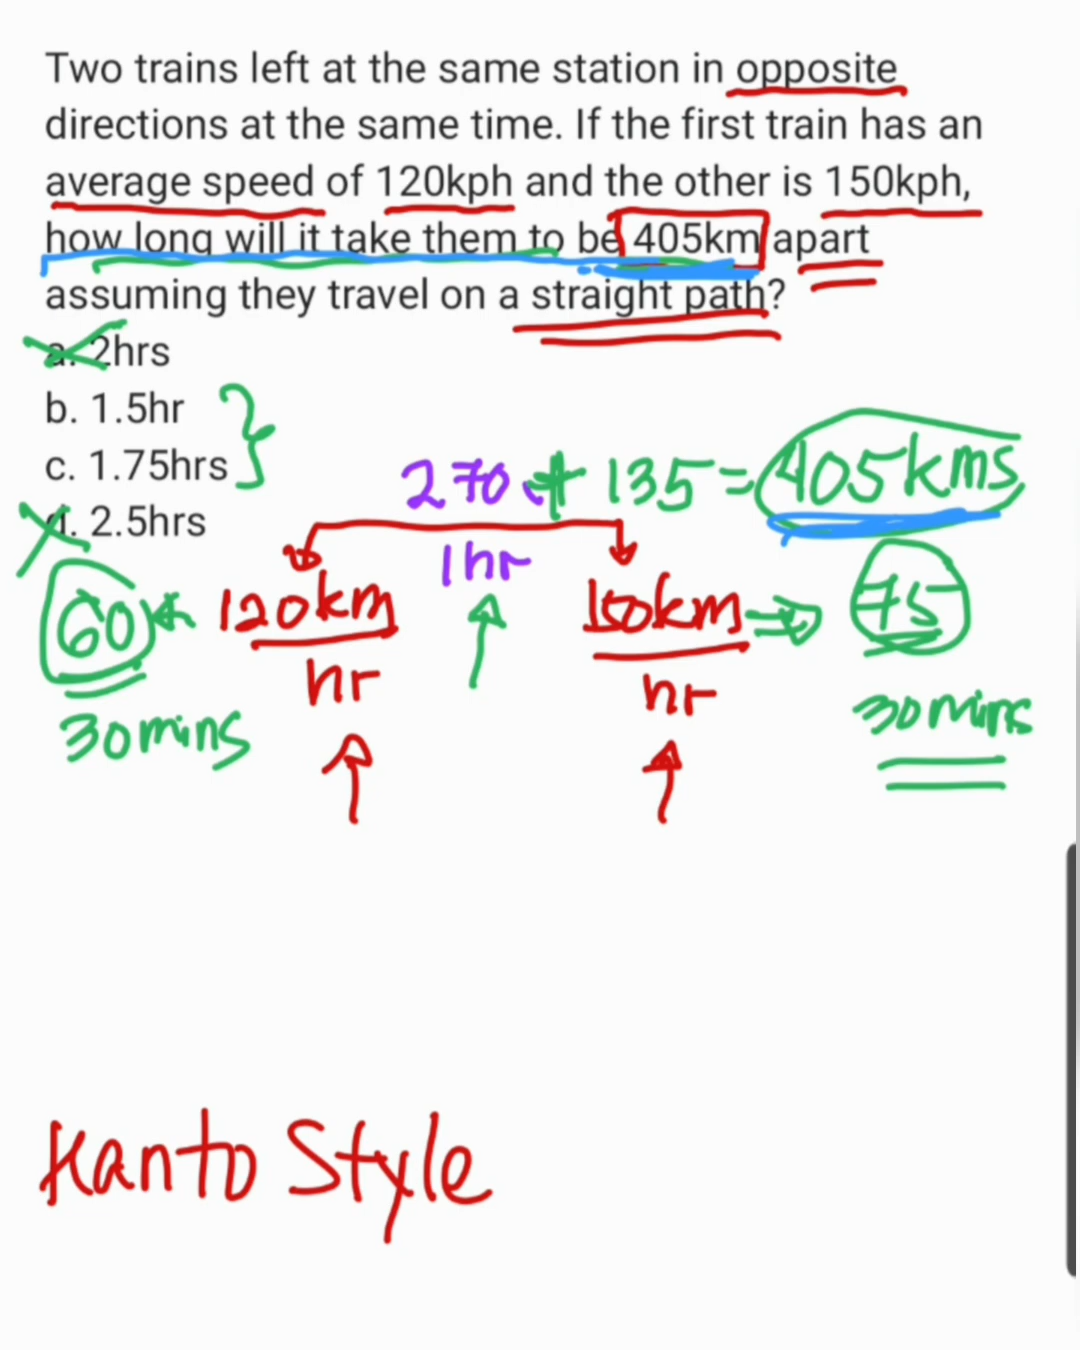 Two trains left at the same station in opposite
directions at the same time. If the first train has an
average speed of 120kph and the other is 150kph,
how long will it take them to be 405km apart
assuming they travel on a straight path?
a. 2hrs
b. 1.5hr
c. 1.75hrs
d. 2.5hrs
270 + 135 = 405kms
1hr
60 120km 150km 75
hr hr
30mins 30mins
Kanto Style